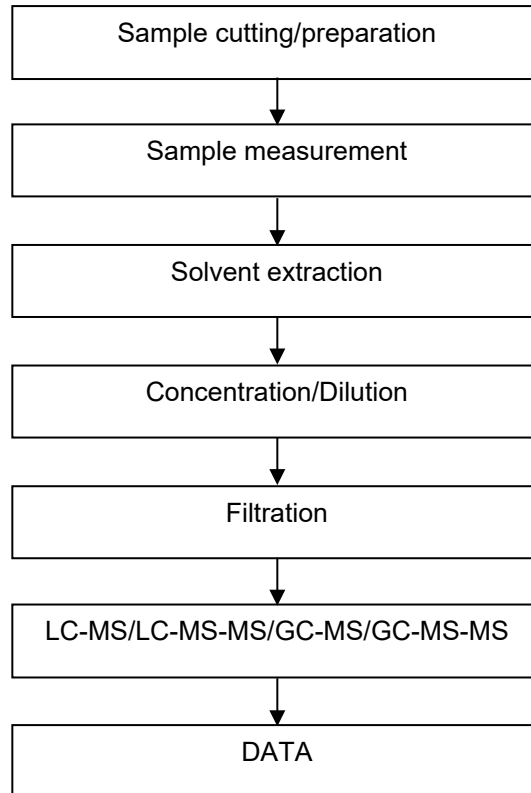 Sample cutting/preparation
Sample measurement
Solvent extraction
Concentration/Dilution
Filtration
LC-MS/LC-MS-MS/GC-MS/GC-MS-MS
DATA